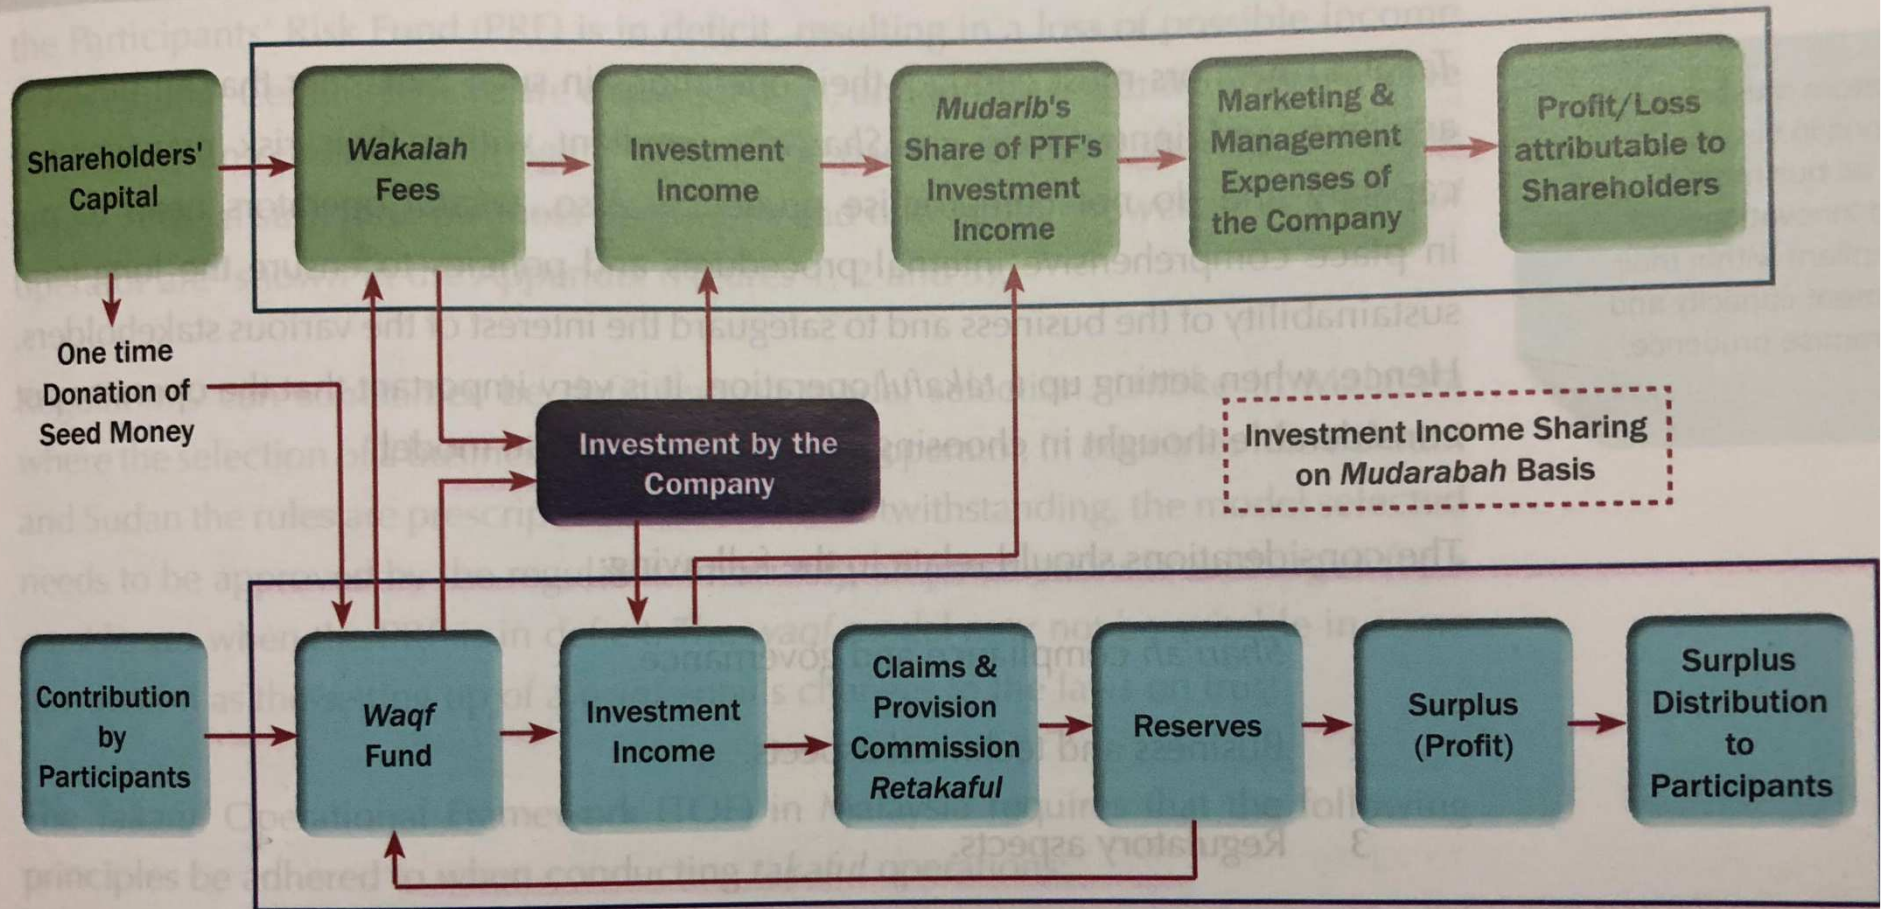 Shareholders'
Capital
Wakalah
Fees
Investment
Income
Mudarib's
Share of PTF's
Investment
Income
Marketing &
Management
Expenses of
the Company
Profit/Loss
attributable to
Shareholders
One time
Donation of
Seed Money
Investment by the
Company
Investment Income Sharing
on Mudarabah Basis
Contribution
by
Participants
Waqf
Fund
Investment
Income
Claims &
Provision
Commission
Retakaful
Reserves
Surplus
(Profit)
Surplus
Distribution
to
Participants